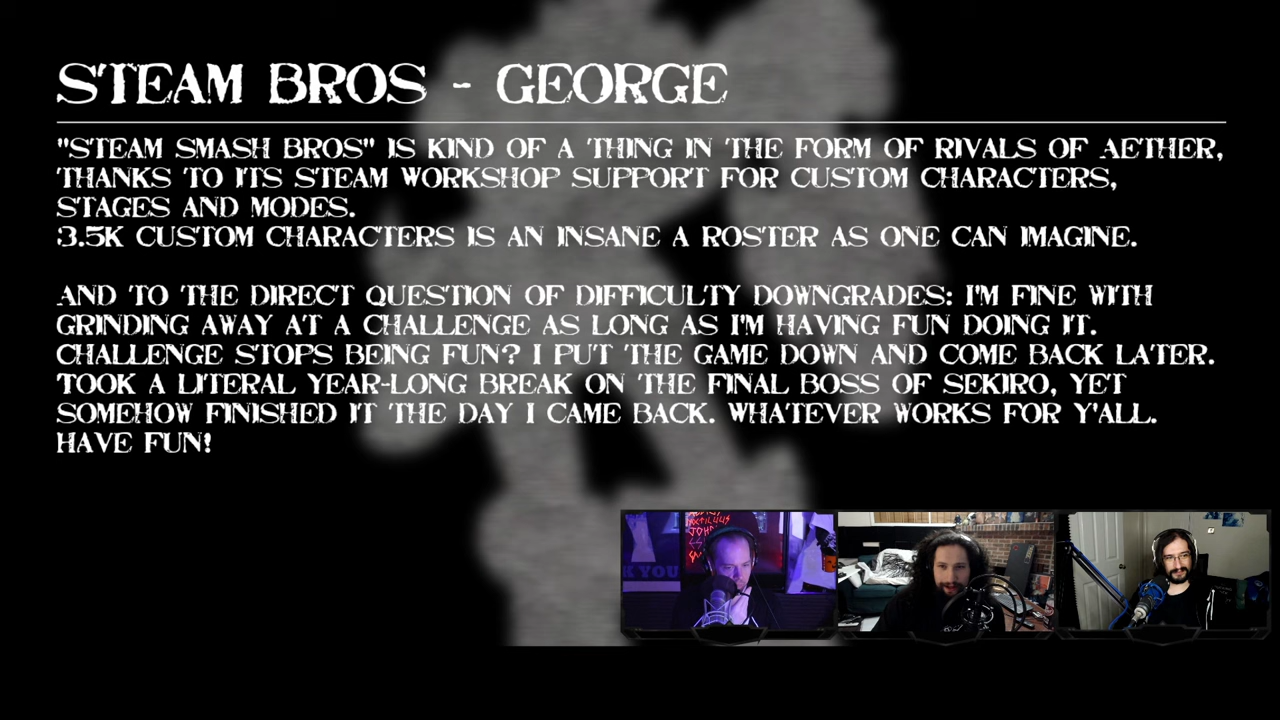 STEAM BROS - GEORGE
"STEAM SMASH BROS" IS KIND OF A THING IN THE FORM OF RIVALS OF AETHER,
THANKS TO ITS STEAM WORKSHOP SUPPORT FOR CUSTOM CHARACTERS,
STAGES AND MODES.
3.5K CUSTOM CHARACTERS IS AN INSANE A ROSTER AS ONE CAN IMAGINE.
AND TO THE DIRECT QUESTION OF DIFFICULTY DOWNGRADES: I'M FINE WITH
GRINDING AWAY AT A CHALLENGE AS LONG AS I'M HAVING FUN DOING IT.
CHALLENGE STOPS BEING FUN? I PUT THE GAME DOWN AND COME BACK LATER.
TOOK A LITERAL YEAR-LONG BREAK ON THE FINAL BOSS OF SEKIRO, YET
SOMEHOW FINISHED IT THE DAY I CAME BACK. WHATEVER WORKS FOR Y'ALL.
HAVE FUN!
K YOU